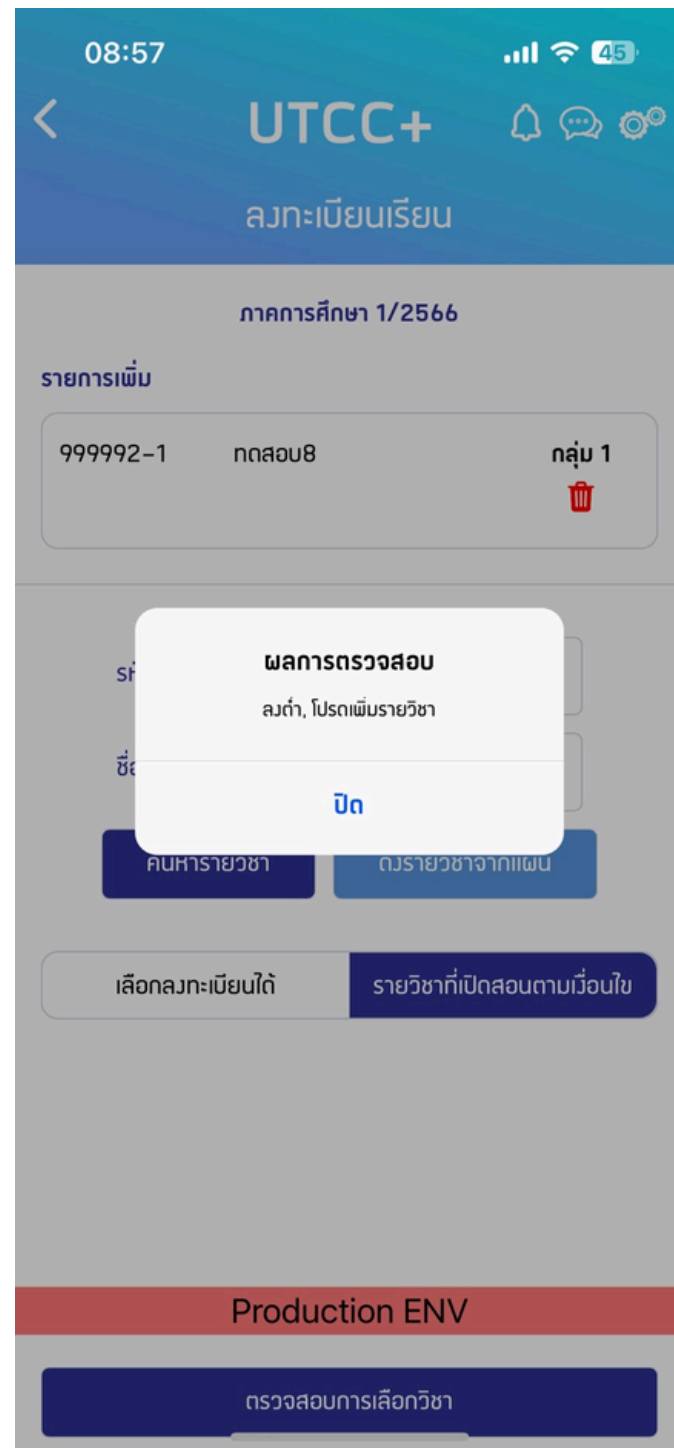 08:57
45
UTCC+
ลงทะเบียนเรียน
ภาคการศึกษา 1/2566
รายการเพิ่ม
999992-1 ทดสอบ8 กลุ่ม 1
ผลการตรวจสอบ
ลงต่ำ, โปรดเพิ่มรายวิชา
ปิด
ค้นหารายวิชา ดึงรายวิชาจากแผน
เลือกลงทะเบียนได้ รายวิชาที่เปิดสอนตามเงื่อนไข
Production ENV
ตรวจสอบการเลือกวิชา